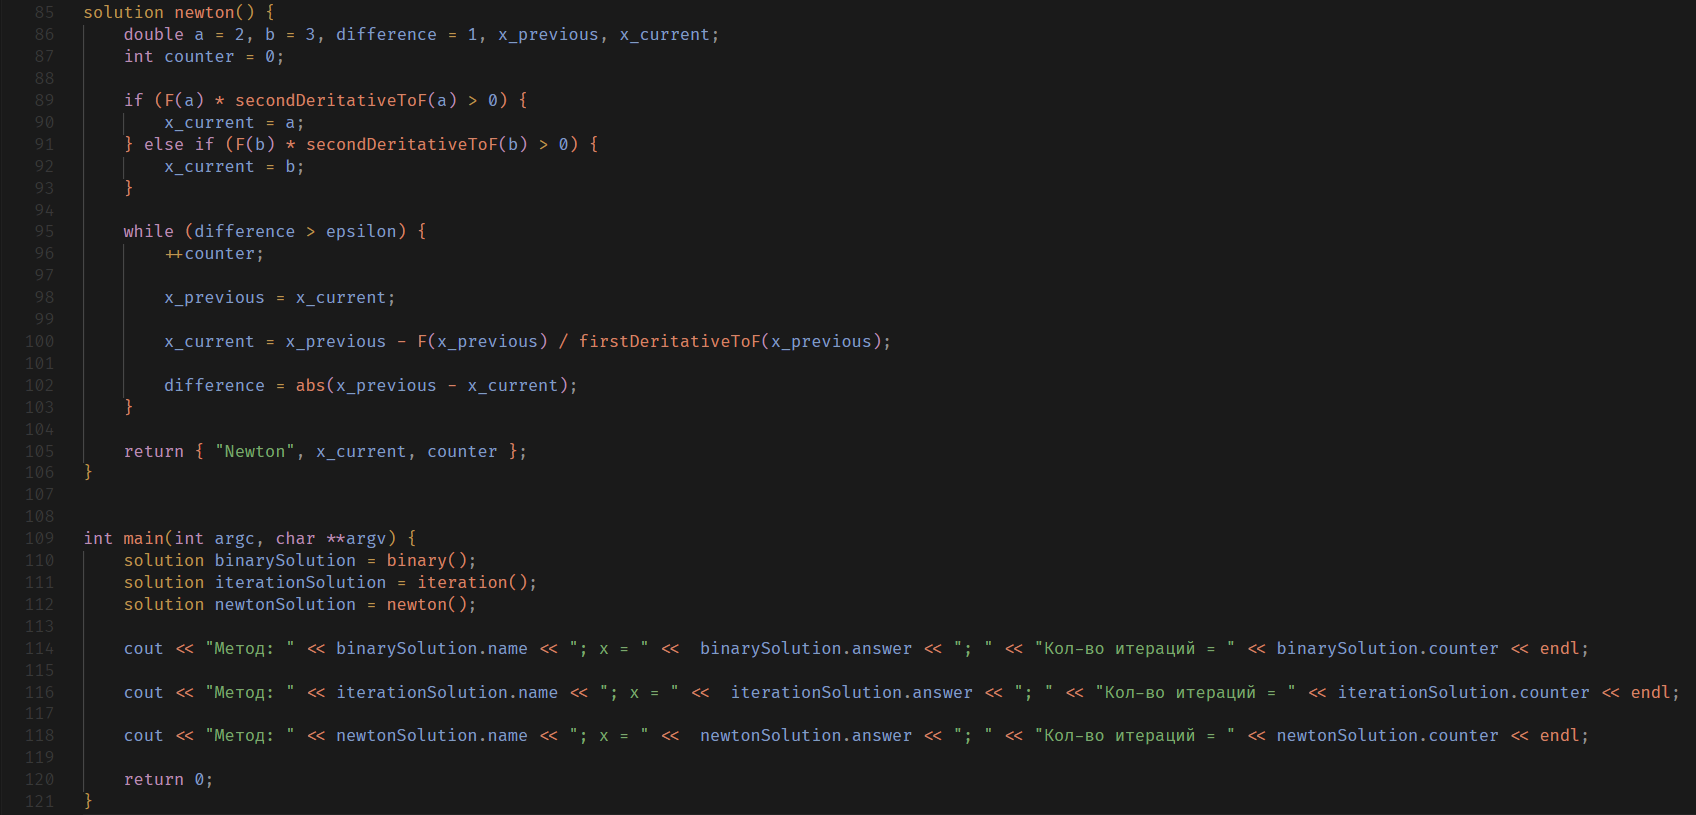 85 solution newton() {
86     double a = 2, b = 3, difference = 1, x_previous, x_current;
87     int counter = 0;
88
89     if (F(a) * secondDeritativeToF(a) > 0) {
90         x_current = a;
91     } else if (F(b) * secondDeritativeToF(b) > 0) {
92         x_current = b;
93     }
94
95     while (difference > epsilon) {
96         ++counter;
97
98         x_previous = x_current;
99
100         x_current = x_previous - F(x_previous) / firstDeritativeToF(x_previous);
101
102         difference = abs(x_previous - x_current);
103     }
104
105     return { "Newton", x_current, counter };
106 }
107
108
109 int main(int argc, char **argv) {
110     solution binarySolution = binary();
111     solution iterationSolution = iteration();
112     solution newtonSolution = newton();
113
114     cout << "Метод: " << binarySolution.name << "; x = " <<  binarySolution.answer << "; " << "Кол-во итераций = " << binarySolution.counter << endl;
115
116     cout << "Метод: " << iterationSolution.name << "; x = " <<  iterationSolution.answer << "; " << "Кол-во итераций = " << iterationSolution.counter << endl;
117
118     cout << "Метод: " << newtonSolution.name << "; x = " <<  newtonSolution.answer << "; " << "Кол-во итераций = " << newtonSolution.counter << endl;
119
120     return 0;
121 }